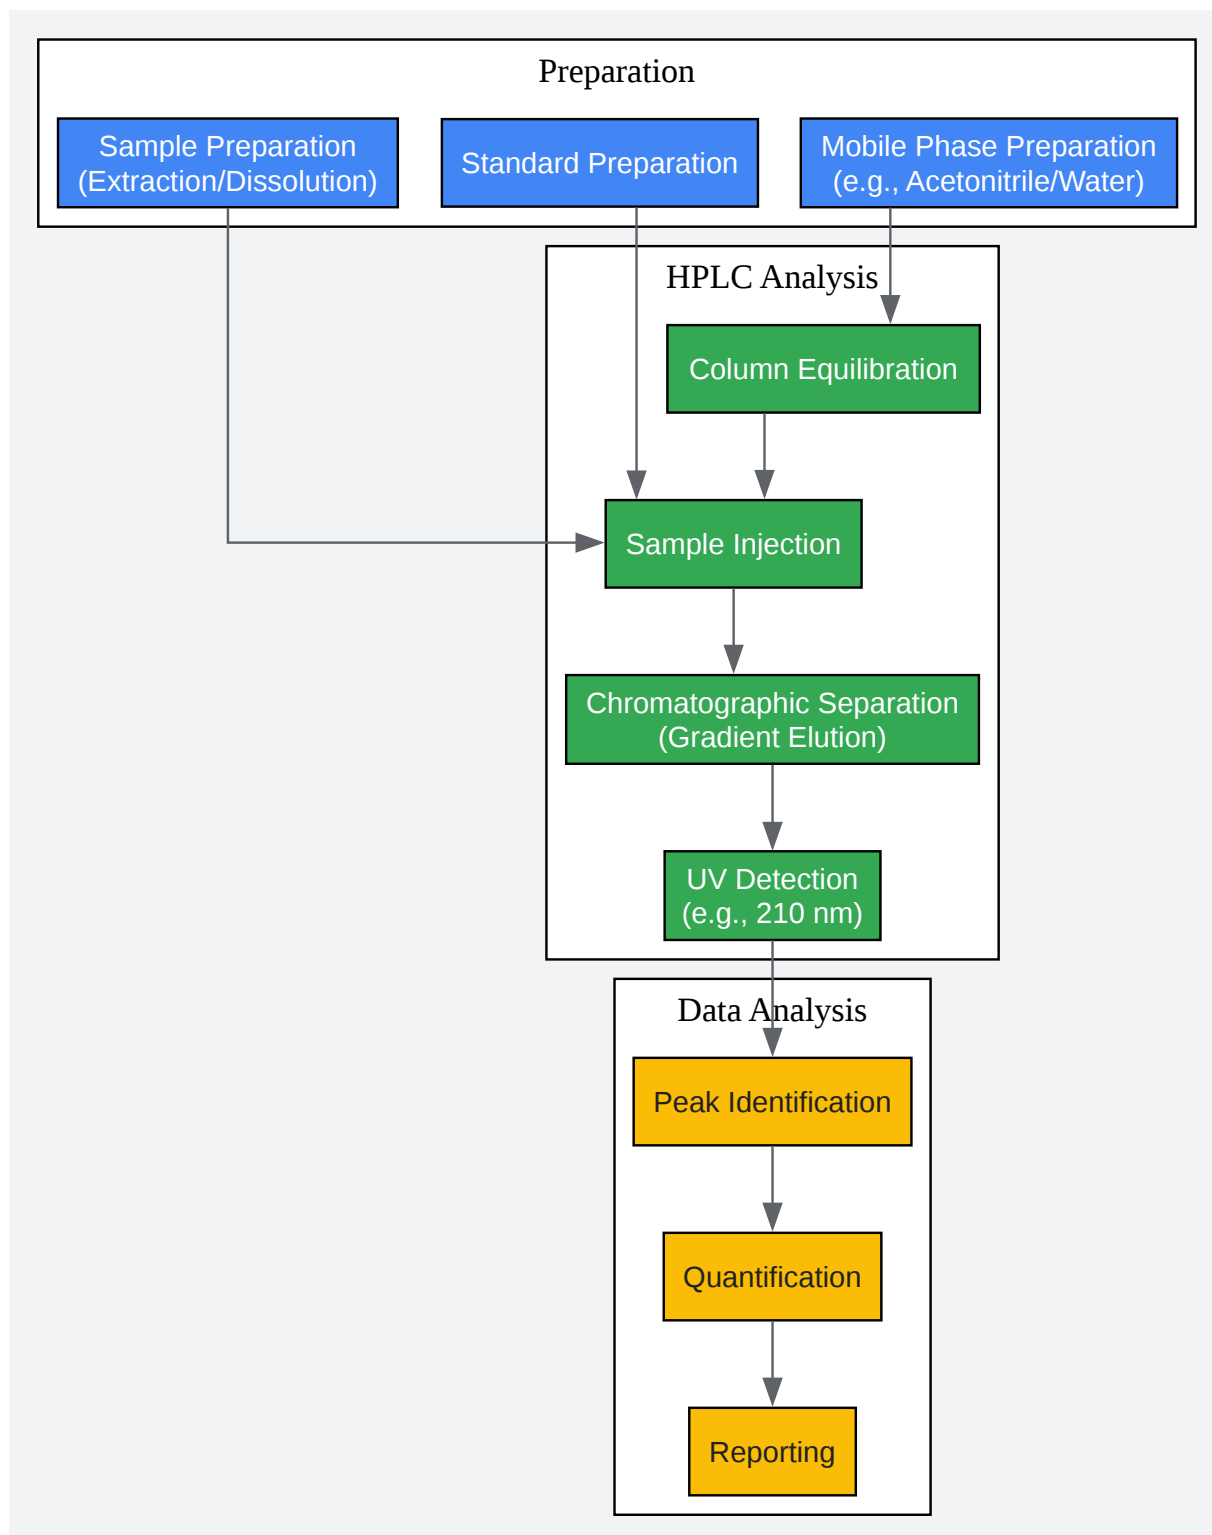 Preparation
Sample Preparation
(Extraction/Dissolution)
Standard Preparation
Mobile Phase Preparation
(e.g., Acetonitrile/Water)
HPLC Analysis
Column Equilibration
Sample Injection
Chromatographic Separation
(Gradient Elution)
UV Detection
(e.g., 210 nm)
Data Analysis
Peak Identification
Quantification
Reporting